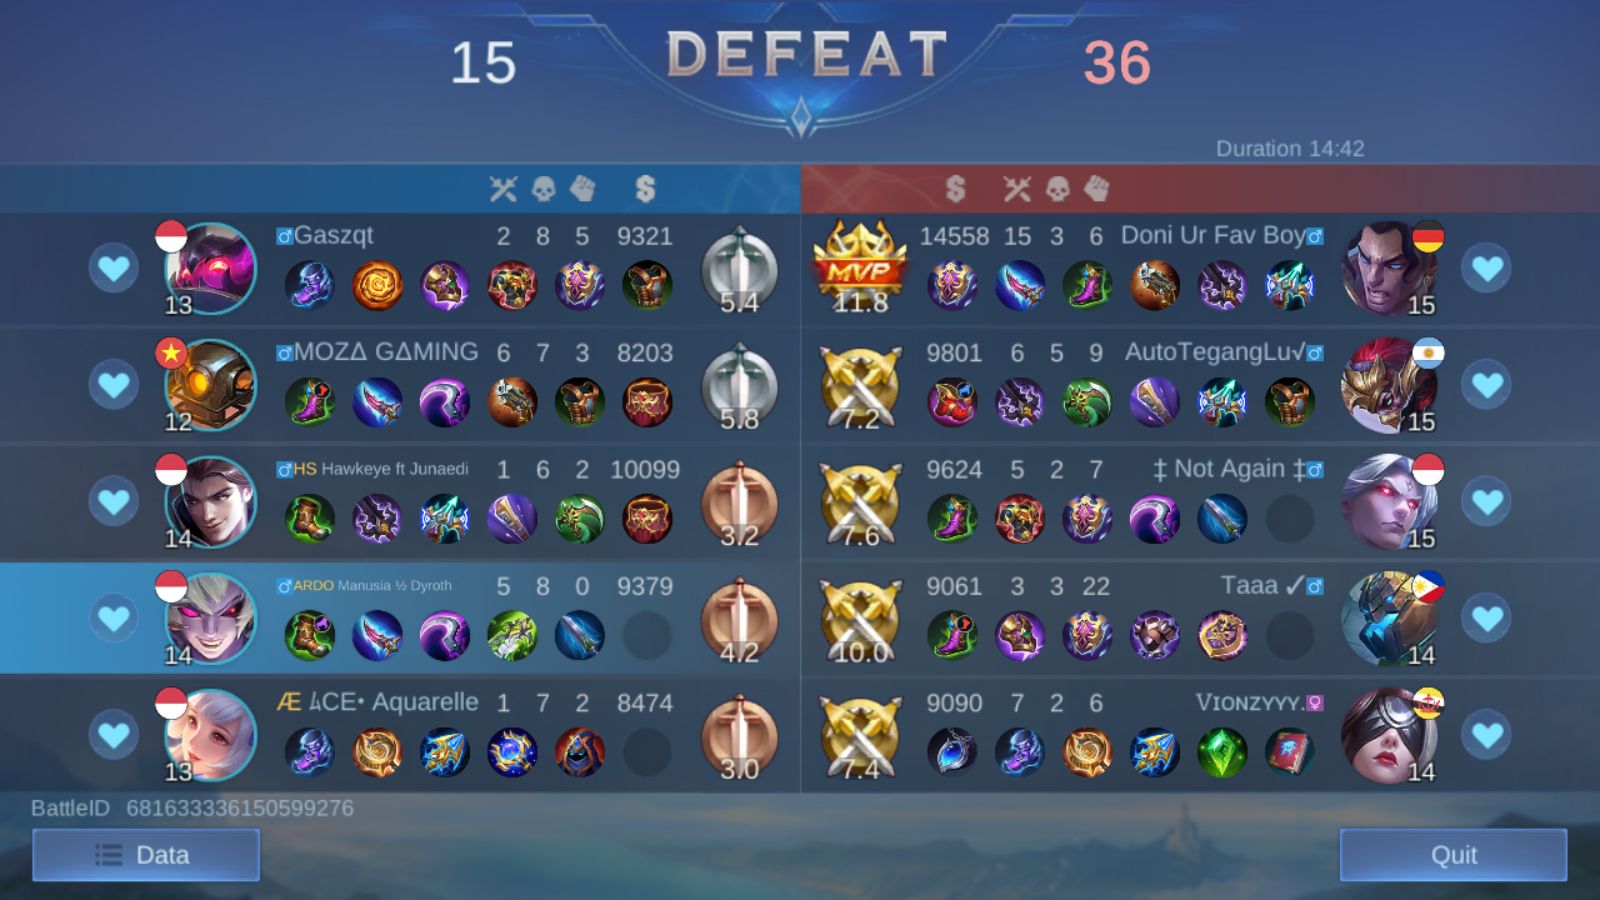 15 DEFEAT 36
Duration 14:42
Gaszqt 2 8 5 9321
13 5.4
MVP 14558 15 3 6 Doni Ur Fav Boy
11.8 15
MOZΔ GΔMING 6 7 3 8203
12 5.8
9801 6 5 9 AutoTegangLu√
7.2 15
HS Hawkeye ft Junaedi 1 6 2 10099
14 3.2
9624 5 2 7 ‡ Not Again ‡
7.6 15
ARDO Manusia ½ Dyroth 5 8 0 9379
14 4.2
9061 3 3 22 Taaa ✓
10.0 14
Æ ﾑCE• Aquarelle 1 7 2 8474
13 3.0
9090 7 2 6 Vɪᴏɴᴢʏʏʏ.
7.4 14
BattleID 681633336150599276
Data
Quit